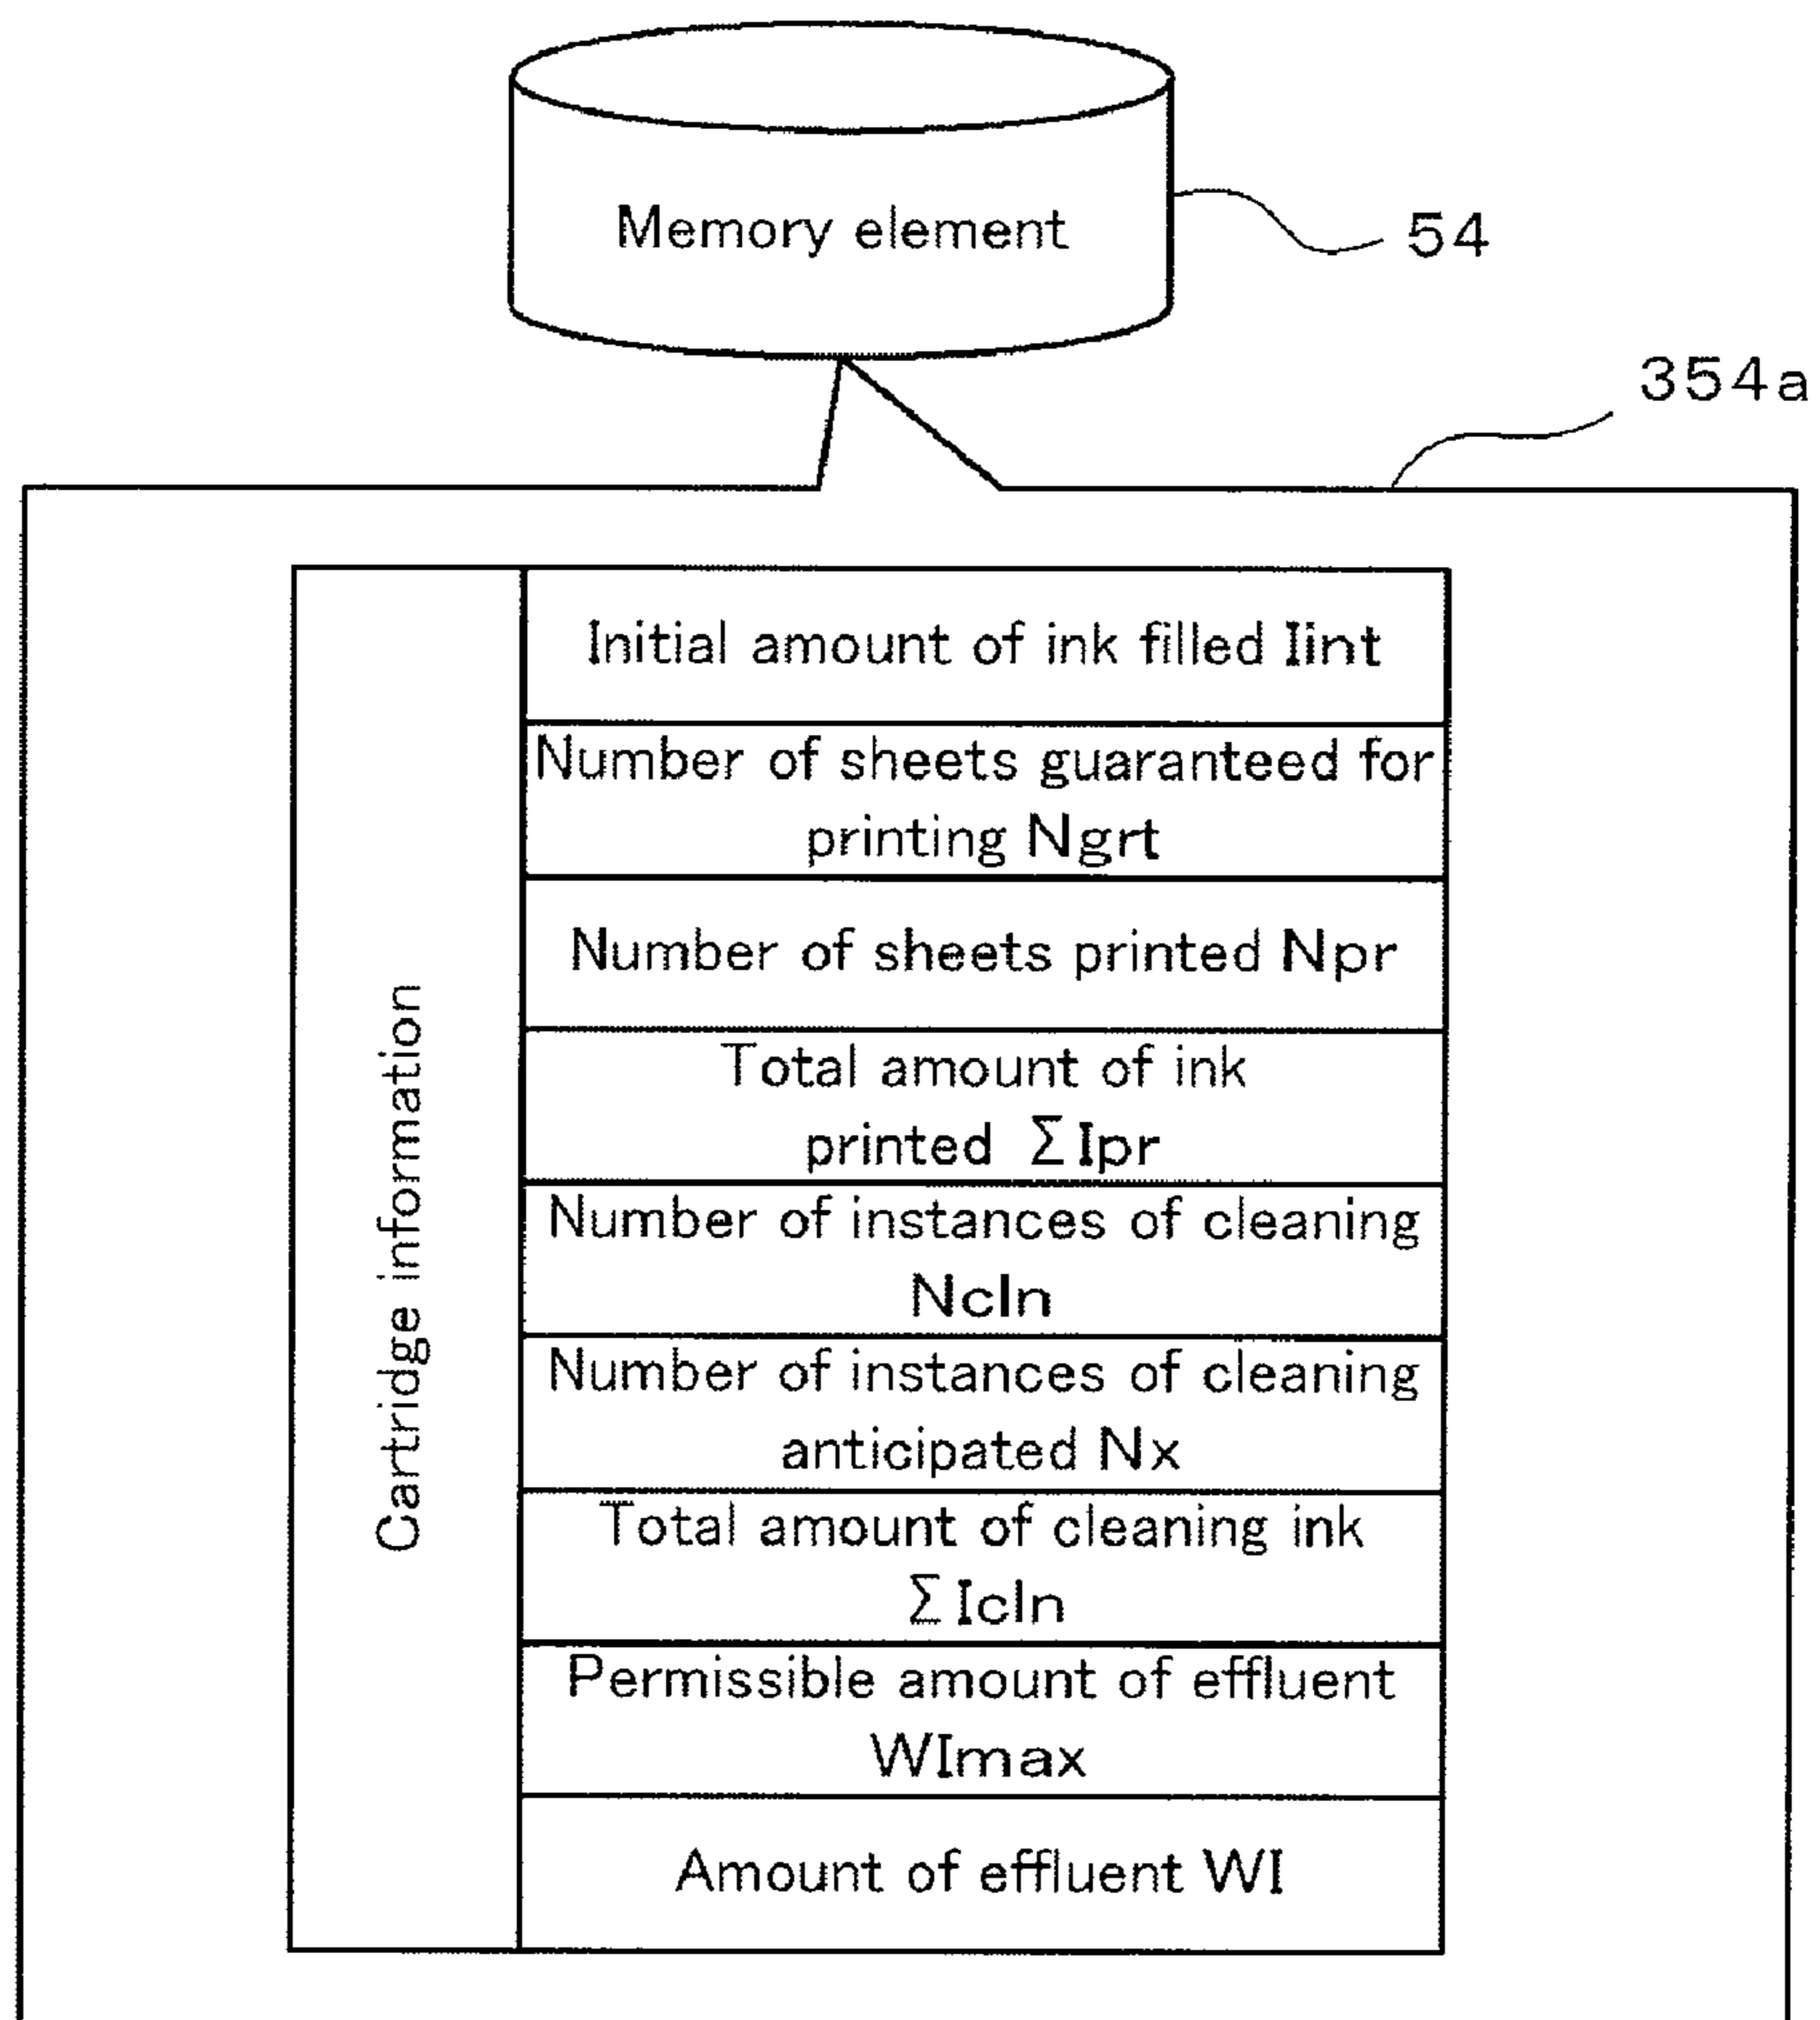 Memory element
54
354a
Cartridge information
Initial amount of ink filled Iint
Number of sheets guaranteed for
printing Ngrt
Number of sheets printed Npr
Total amount of ink
printed ΣIpr
Number of instances of cleaning
Ncln
Number of instances of cleaning
anticipated Nx
Total amount of cleaning ink
ΣIcln
Permissible amount of effluent
WImax
Amount of effluent WI